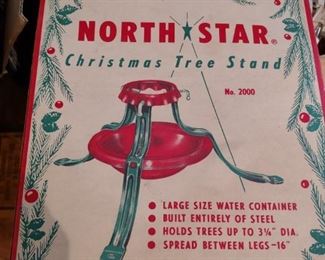 NORTH ★ STAR®
Christmas Tree Stand
No. 2000
• LARGE SIZE WATER CONTAINER
• BUILT ENTIRELY OF STEEL
• HOLDS TREES UP TO 3¼" DIA.
• SPREAD BETWEEN LEGS-16"